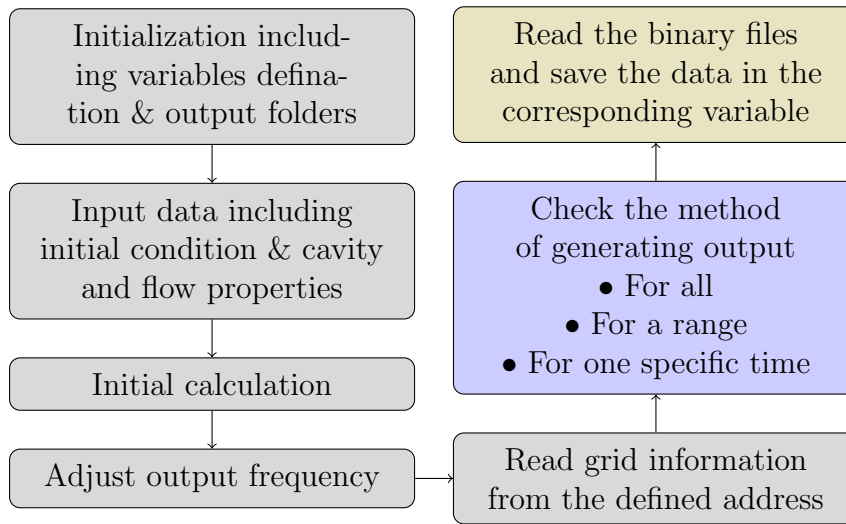 Initialization includ-
ing variables defina-
tion & output folders
Input data including
initial condition & cavity
and flow properties
Initial calculation
Adjust output frequency
Read grid information
from the defined address
Check the method
of generating output
• For all
• For a range
• For one specific time
Read the binary files
and save the data in the
corresponding variable